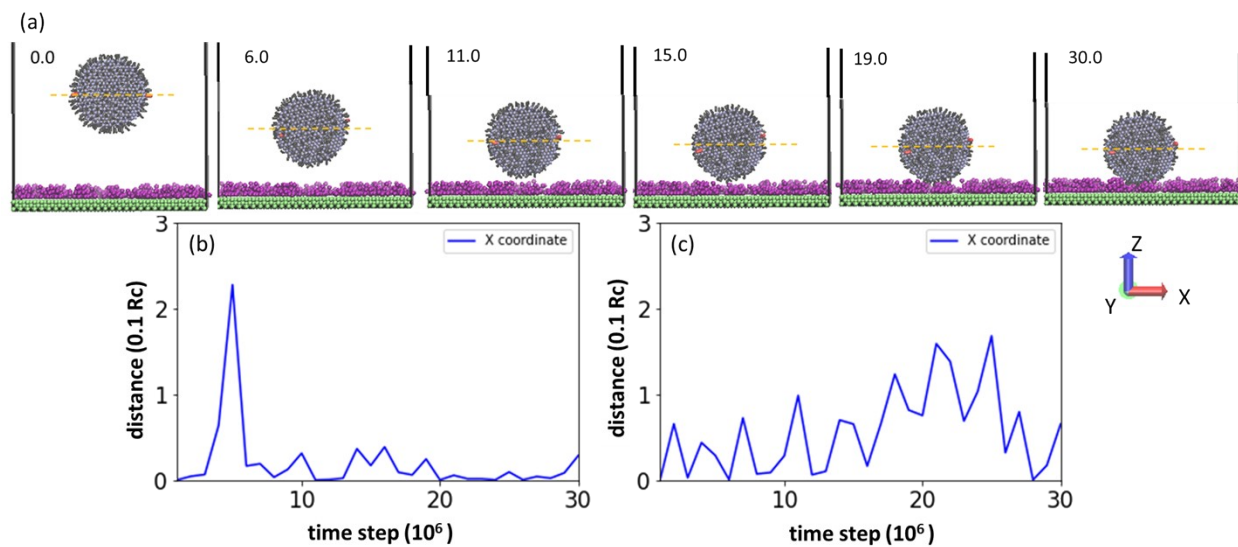 (a)
0.0 6.0 11.0 15.0 19.0 30.0
(b)
X coordinate
3
2
1
0
distance (0.1 Rc)
10 20 30
time step (10⁶)
(c)
X coordinate
3
2
1
0
distance (0.1 Rc)
10 20 30
time step (10⁶)
Z
Y X